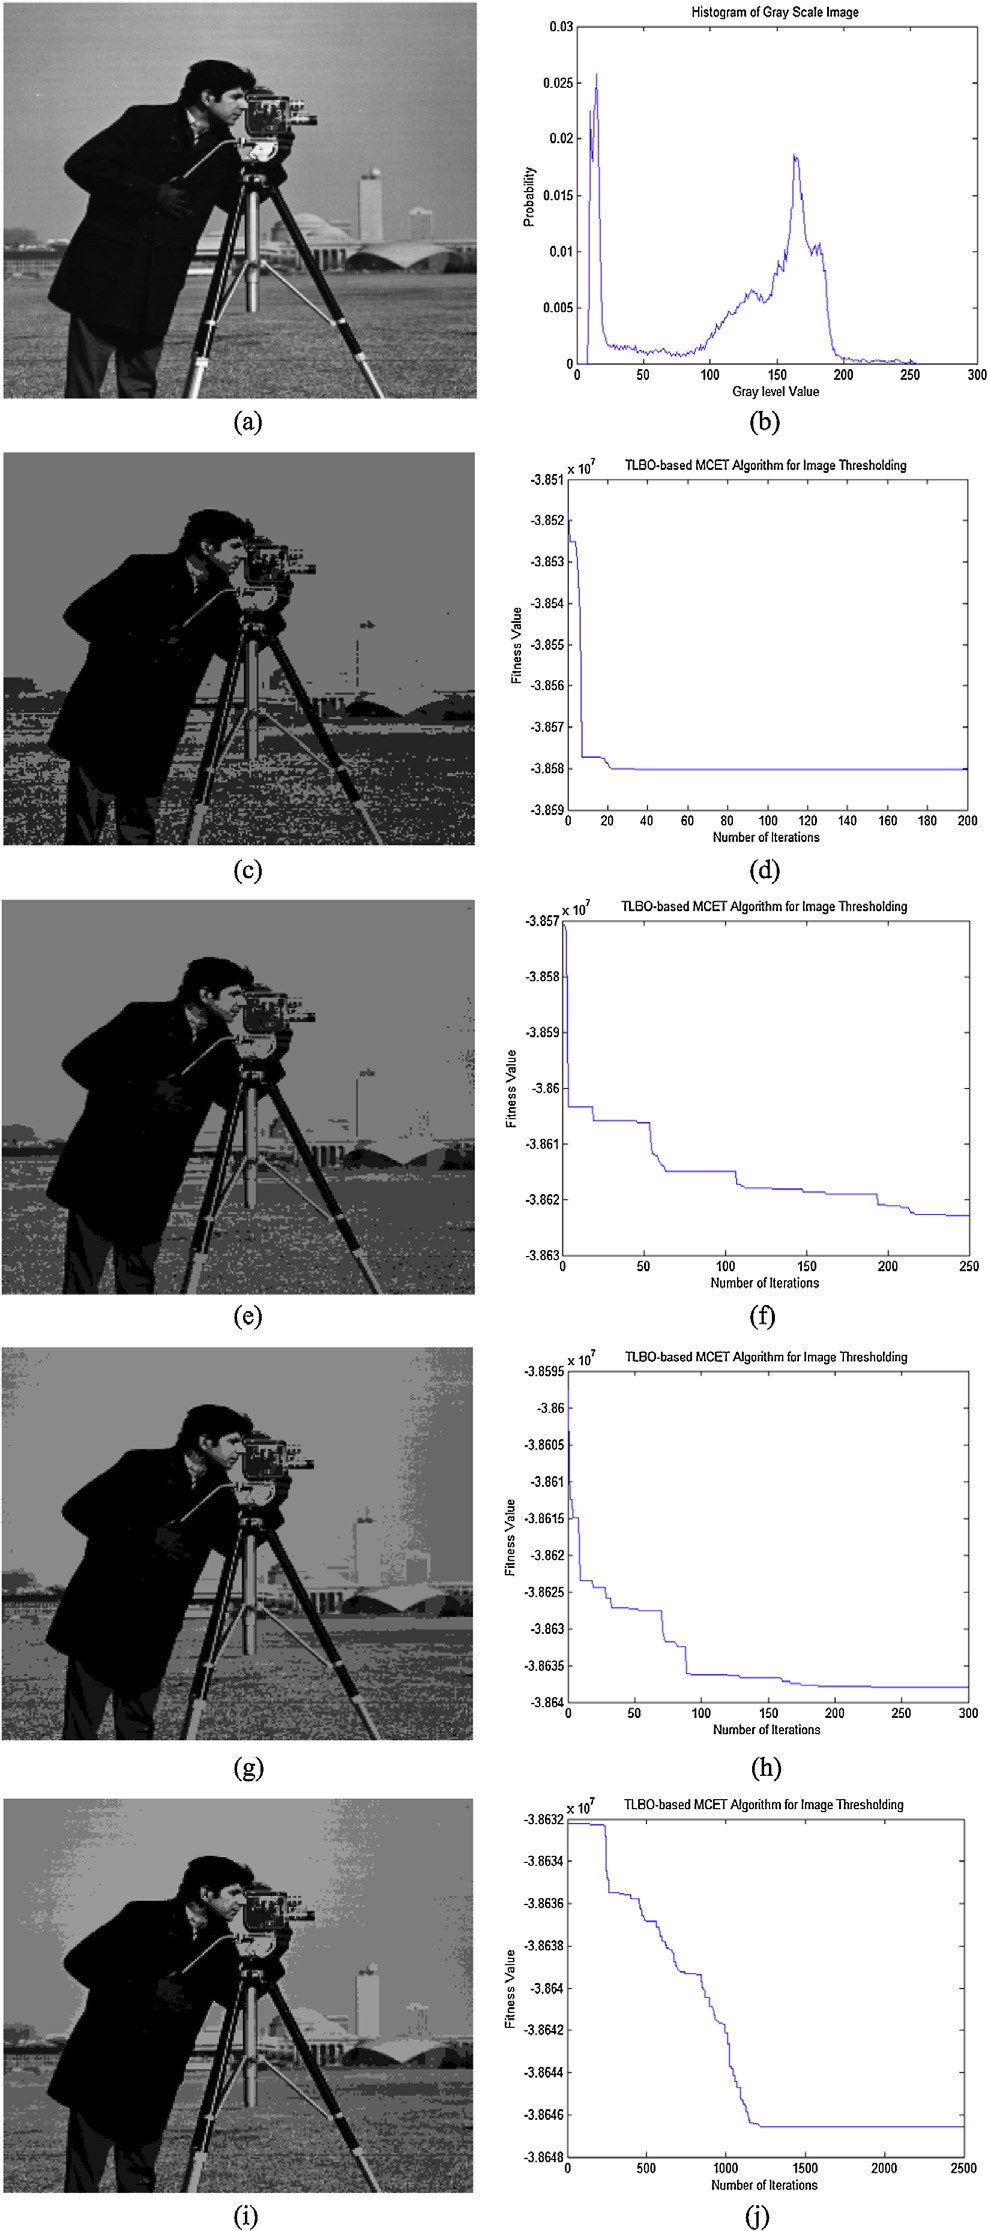 Histogram of Gray Scale Image
0.03
0.025
0.02
0.015
0.01
0.005
0
Probability
0 50 100 150 200 250 300
Gray level Value
(a) (b)
x 10^7
TLBO-based MCET Algorithm for Image Thresholding
-3.851
-3.852
-3.853
-3.854
-3.855
-3.856
-3.857
-3.858
-3.859
Fitness Value
0 20 40 60 80 100 120 140 160 180 200
Number of Iterations
(c) (d)
x 10^7
TLBO-based MCET Algorithm for Image Thresholding
-3.857
-3.858
-3.859
-3.86
-3.861
-3.862
-3.863
Fitness Value
0 50 100 150 200 250
Number of Iterations
(e) (f)
x 10^7
TLBO-based MCET Algorithm for Image Thresholding
-3.8595
-3.86
-3.8605
-3.861
-3.8615
-3.862
-3.8625
-3.863
-3.8635
-3.864
Fitness Value
0 50 100 150 200 250 300
Number of Iterations
(g) (h)
x 10^7
TLBO-based MCET Algorithm for Image Thresholding
-3.8632
-3.8634
-3.8636
-3.8638
-3.864
-3.8642
-3.8644
-3.8646
-3.8648
Fitness Value
0 500 1000 1500 2000 2500
Number of Iterations
(i) (j)